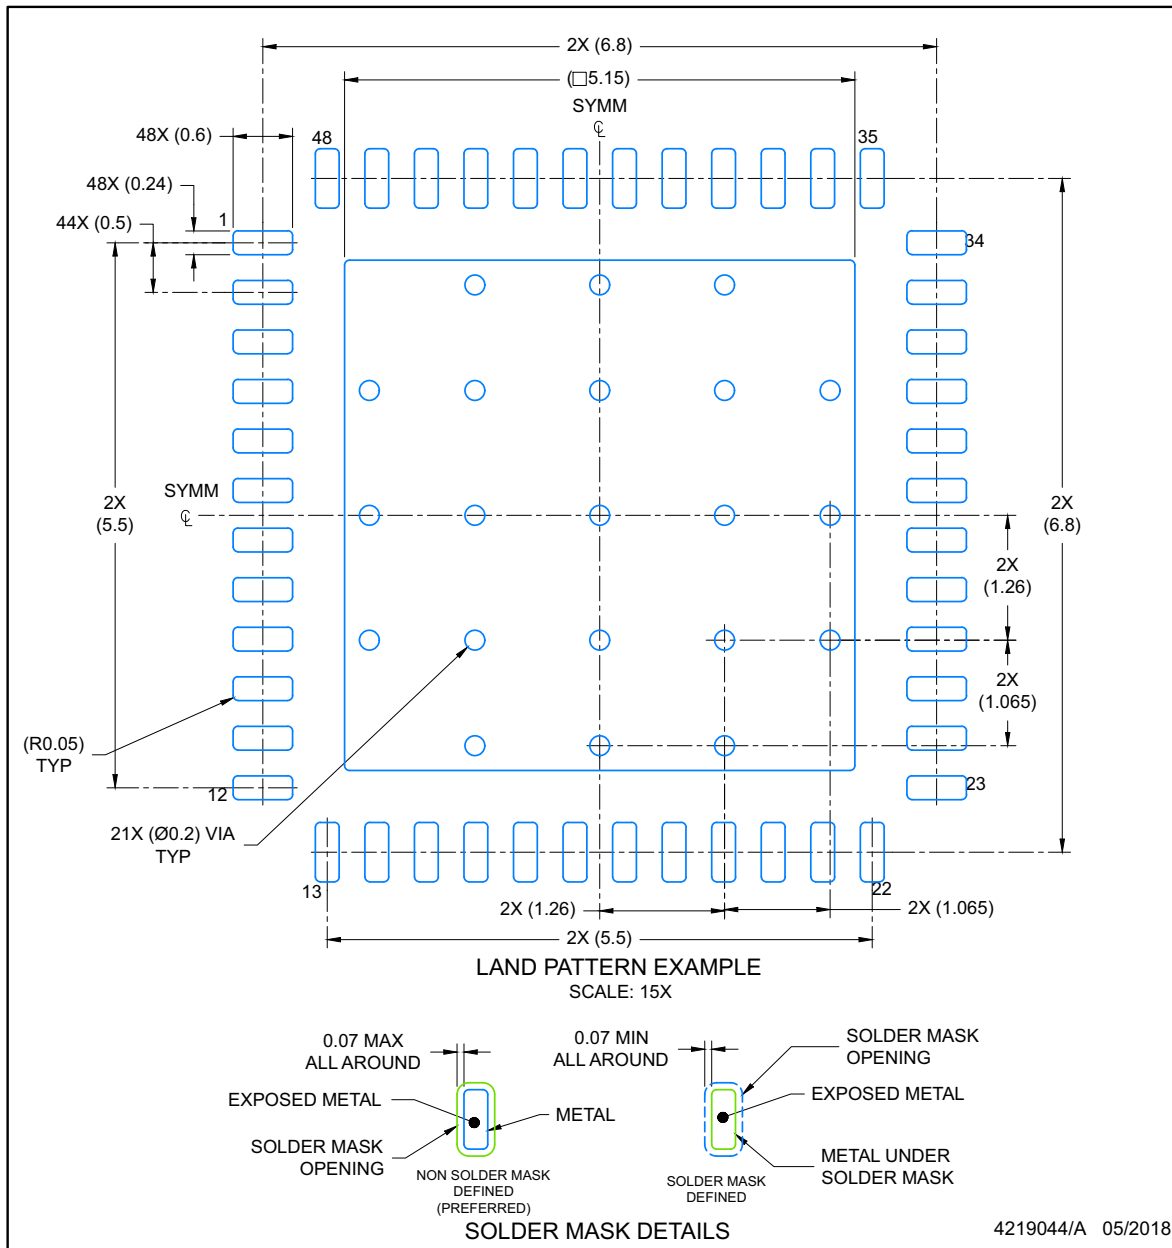 2X (6.8)
(□5.15)
SYMM
℄
48X (0.6)
48
35
48X (0.24)
44X (0.5)
1
34
SYMM
℄
2X
(5.5)
2X
(6.8)
2X
(1.26)
2X
(1.065)
(R0.05)
TYP
12
23
21X (Ø0.2) VIA
TYP
13
22
2X (1.26)
2X (1.065)
2X (5.5)
LAND PATTERN EXAMPLE
SCALE: 15X
0.07 MAX
ALL AROUND
EXPOSED METAL
METAL
SOLDER MASK
OPENING
NON SOLDER MASK
DEFINED
(PREFERRED)
0.07 MIN
ALL AROUND
SOLDER MASK
OPENING
EXPOSED METAL
METAL UNDER
SOLDER MASK
SOLDER MASK
DEFINED
SOLDER MASK DETAILS
4219044/A 05/2018